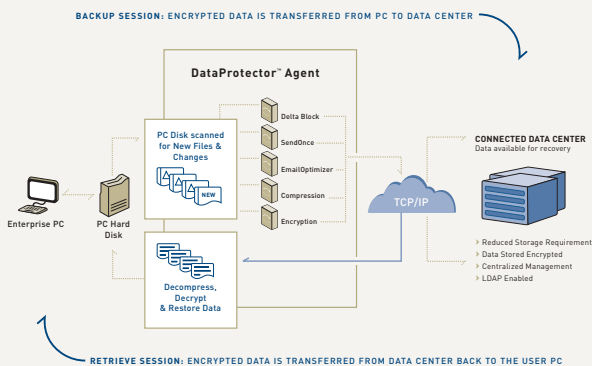 BACKUP SESSION: ENCRYPTED DATA IS TRANSFERRED FROM PC TO DATA CENTER
DataProtector™ Agent
PC Disk scanned
for New Files &
Changes
NEW
Delta Block
SendOnce
EmailOptimizer
Compression
Encryption
Enterprise PC
PC Hard
Disk
TCP/IP
CONNECTED DATA CENTER
Data available for recovery
> Reduced Storage Requirement
> Data Stored Encrypted
> Centralized Management
> LDAP Enabled
Decompress,
Decrypt
& Restore Data
RETRIEVE SESSION: ENCRYPTED DATA IS TRANSFERRED FROM DATA CENTER BACK TO THE USER PC